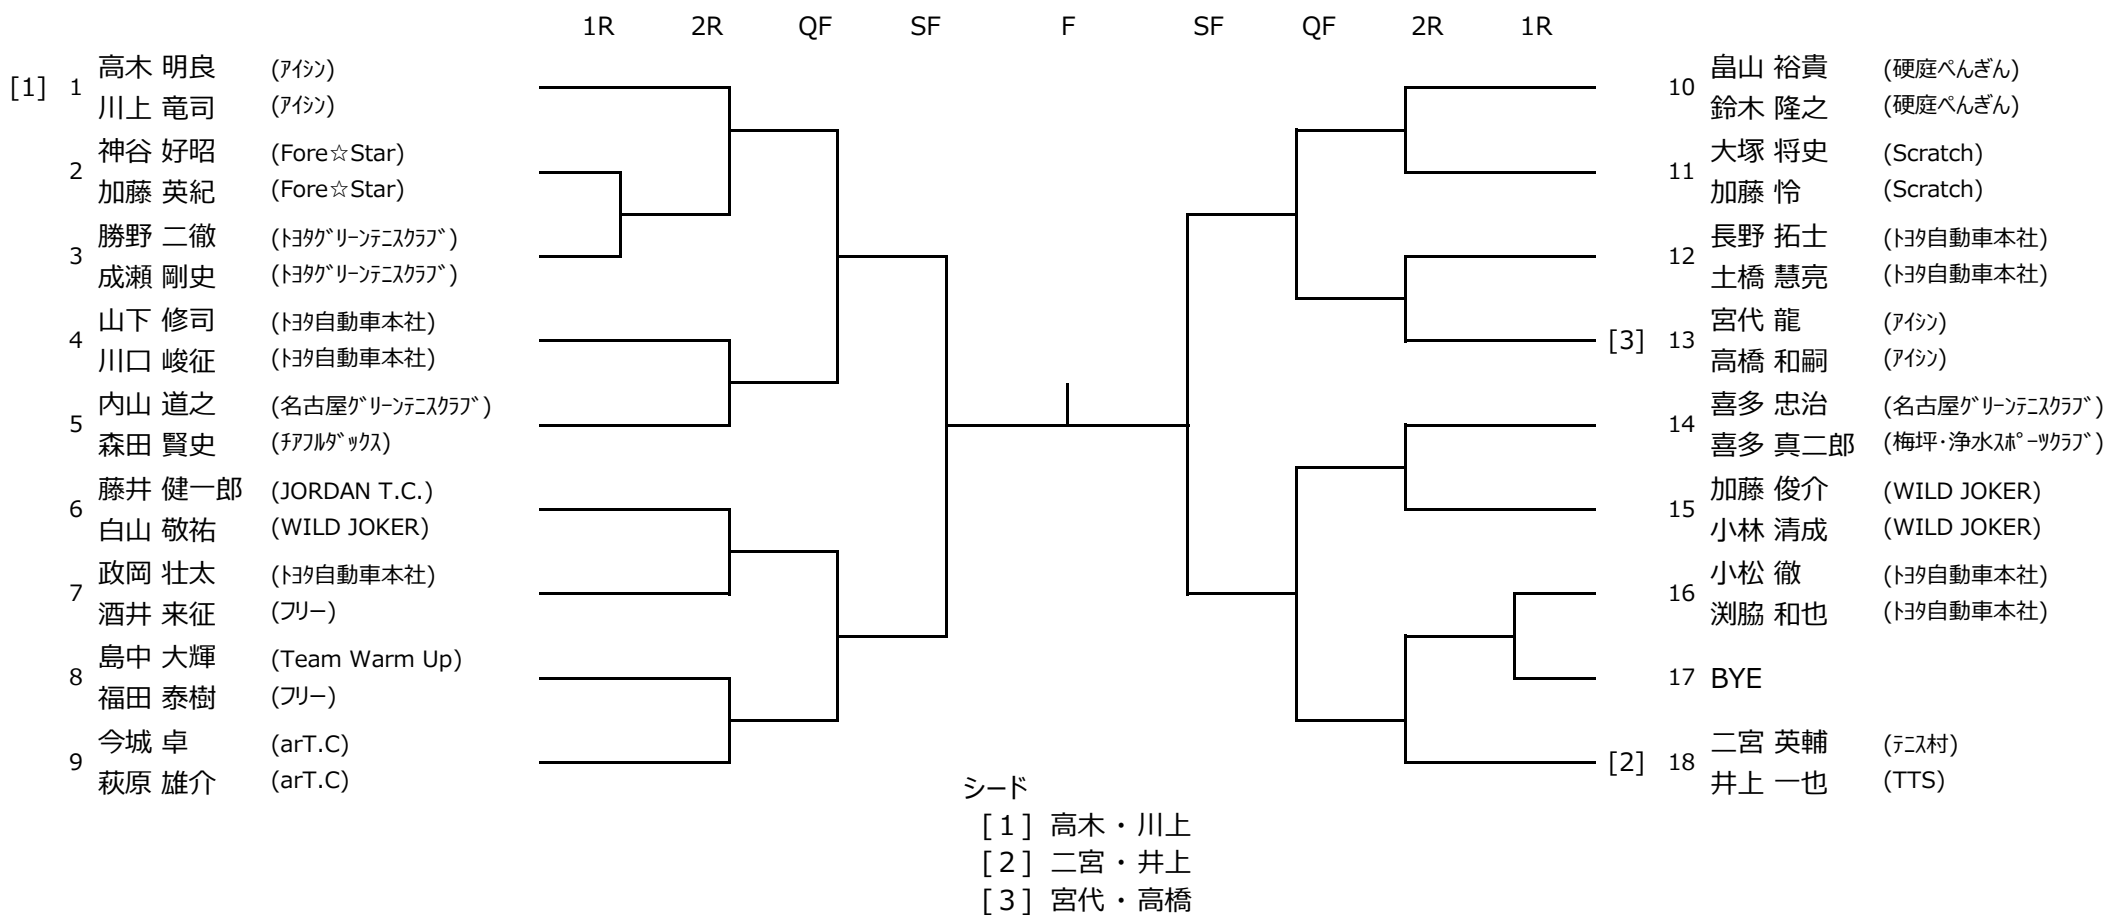 1R 2R QF SF F SF QF 2R 1R
[1] 1 高木 明良 (ｱｲｼﾝ)
川上 竜司 (ｱｲｼﾝ)
2 神谷 好昭 (Fore☆Star)
加藤 英紀 (Fore☆Star)
3 勝野 二徹 (ﾄﾖﾀｸﾞﾘｰﾝﾃﾆｽｸﾗﾌﾞ)
成瀬 剛史 (ﾄﾖﾀｸﾞﾘｰﾝﾃﾆｽｸﾗﾌﾞ)
4 山下 修司 (ﾄﾖﾀ自動車本社)
川口 峻征 (ﾄﾖﾀ自動車本社)
5 内山 道之 (名古屋ｸﾞﾘｰﾝﾃﾆｽｸﾗﾌﾞ)
森田 賢史 (ﾁｱﾌﾙﾀﾞｯｸｽ)
6 藤井 健一郎 (JORDAN T.C.)
白山 敬祐 (WILD JOKER)
7 政岡 壮太 (ﾄﾖﾀ自動車本社)
酒井 来征 (フリー)
8 島中 大輝 (Team Warm Up)
福田 泰樹 (フリー)
9 今城 卓 (arT.C)
萩原 雄介 (arT.C)
10 畠山 裕貴 (硬庭ぺんぎん)
鈴木 隆之 (硬庭ぺんぎん)
11 大塚 将史 (Scratch)
加藤 怜 (Scratch)
12 長野 拓士 (ﾄﾖﾀ自動車本社)
土橋 慧亮 (ﾄﾖﾀ自動車本社)
[3] 13 宮代 龍 (ｱｲｼﾝ)
高橋 和嗣 (ｱｲｼﾝ)
14 喜多 忠治 (名古屋ｸﾞﾘｰﾝﾃﾆｽｸﾗﾌﾞ)
喜多 真二郎 (梅坪･浄水ｽﾎﾟｰﾂｸﾗﾌﾞ)
15 加藤 俊介 (WILD JOKER)
小林 清成 (WILD JOKER)
16 小松 徹 (ﾄﾖﾀ自動車本社)
渕脇 和也 (ﾄﾖﾀ自動車本社)
17 BYE
[2] 18 二宮 英輔 (ﾃﾆｽ村)
井上 一也 (TTS)
シード
[1] 高木・川上
[2] 二宮・井上
[3] 宮代・高橋